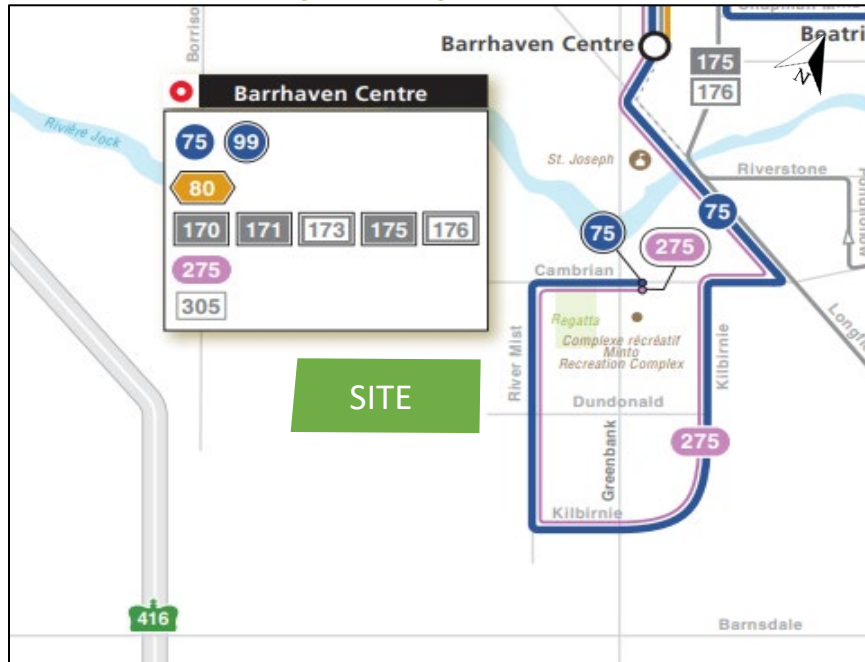 Borriso
Barrhaven Centre
Beatri
175
176
N
Barrhaven Centre
75 99
80
170 171 173 175 176
275
305
Rivière Jock
St. Joseph
Riverstone
75
75
275
Cambrian
Regatta
Complexe récréatif
Minto
Recreation Complex
River Mist
Kilbirnie
Longfi
SITE
Dundonald
Greenbank
275
Kilbirnie
416
Barnsdale